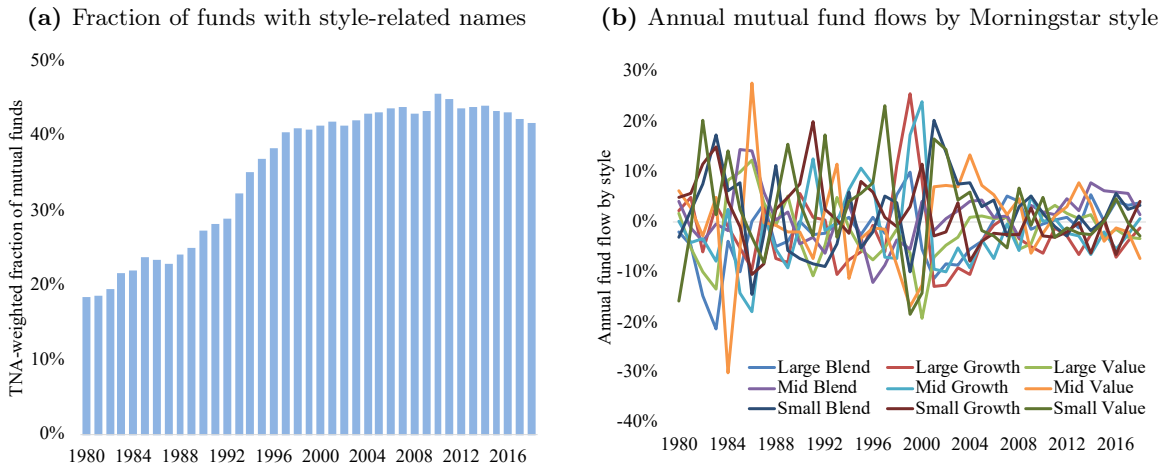 (a) Fraction of funds with style-related names
TNA-weighted fraction of mutual funds
50%
40%
30%
20%
10%
0%
1980 1984 1988 1992 1996 2000 2004 2008 2012 2016
(b) Annual mutual fund flows by Morningstar style
Annual fund flow by style
30%
20%
10%
0%
-10%
-20%
-30%
-40%
Large Blend Large Growth Large Value
Mid Blend Mid Growth Mid Value
Small Blend Small Growth Small Value
1980 1984 1988 1992 1996 2000 2004 2008 2012 2016